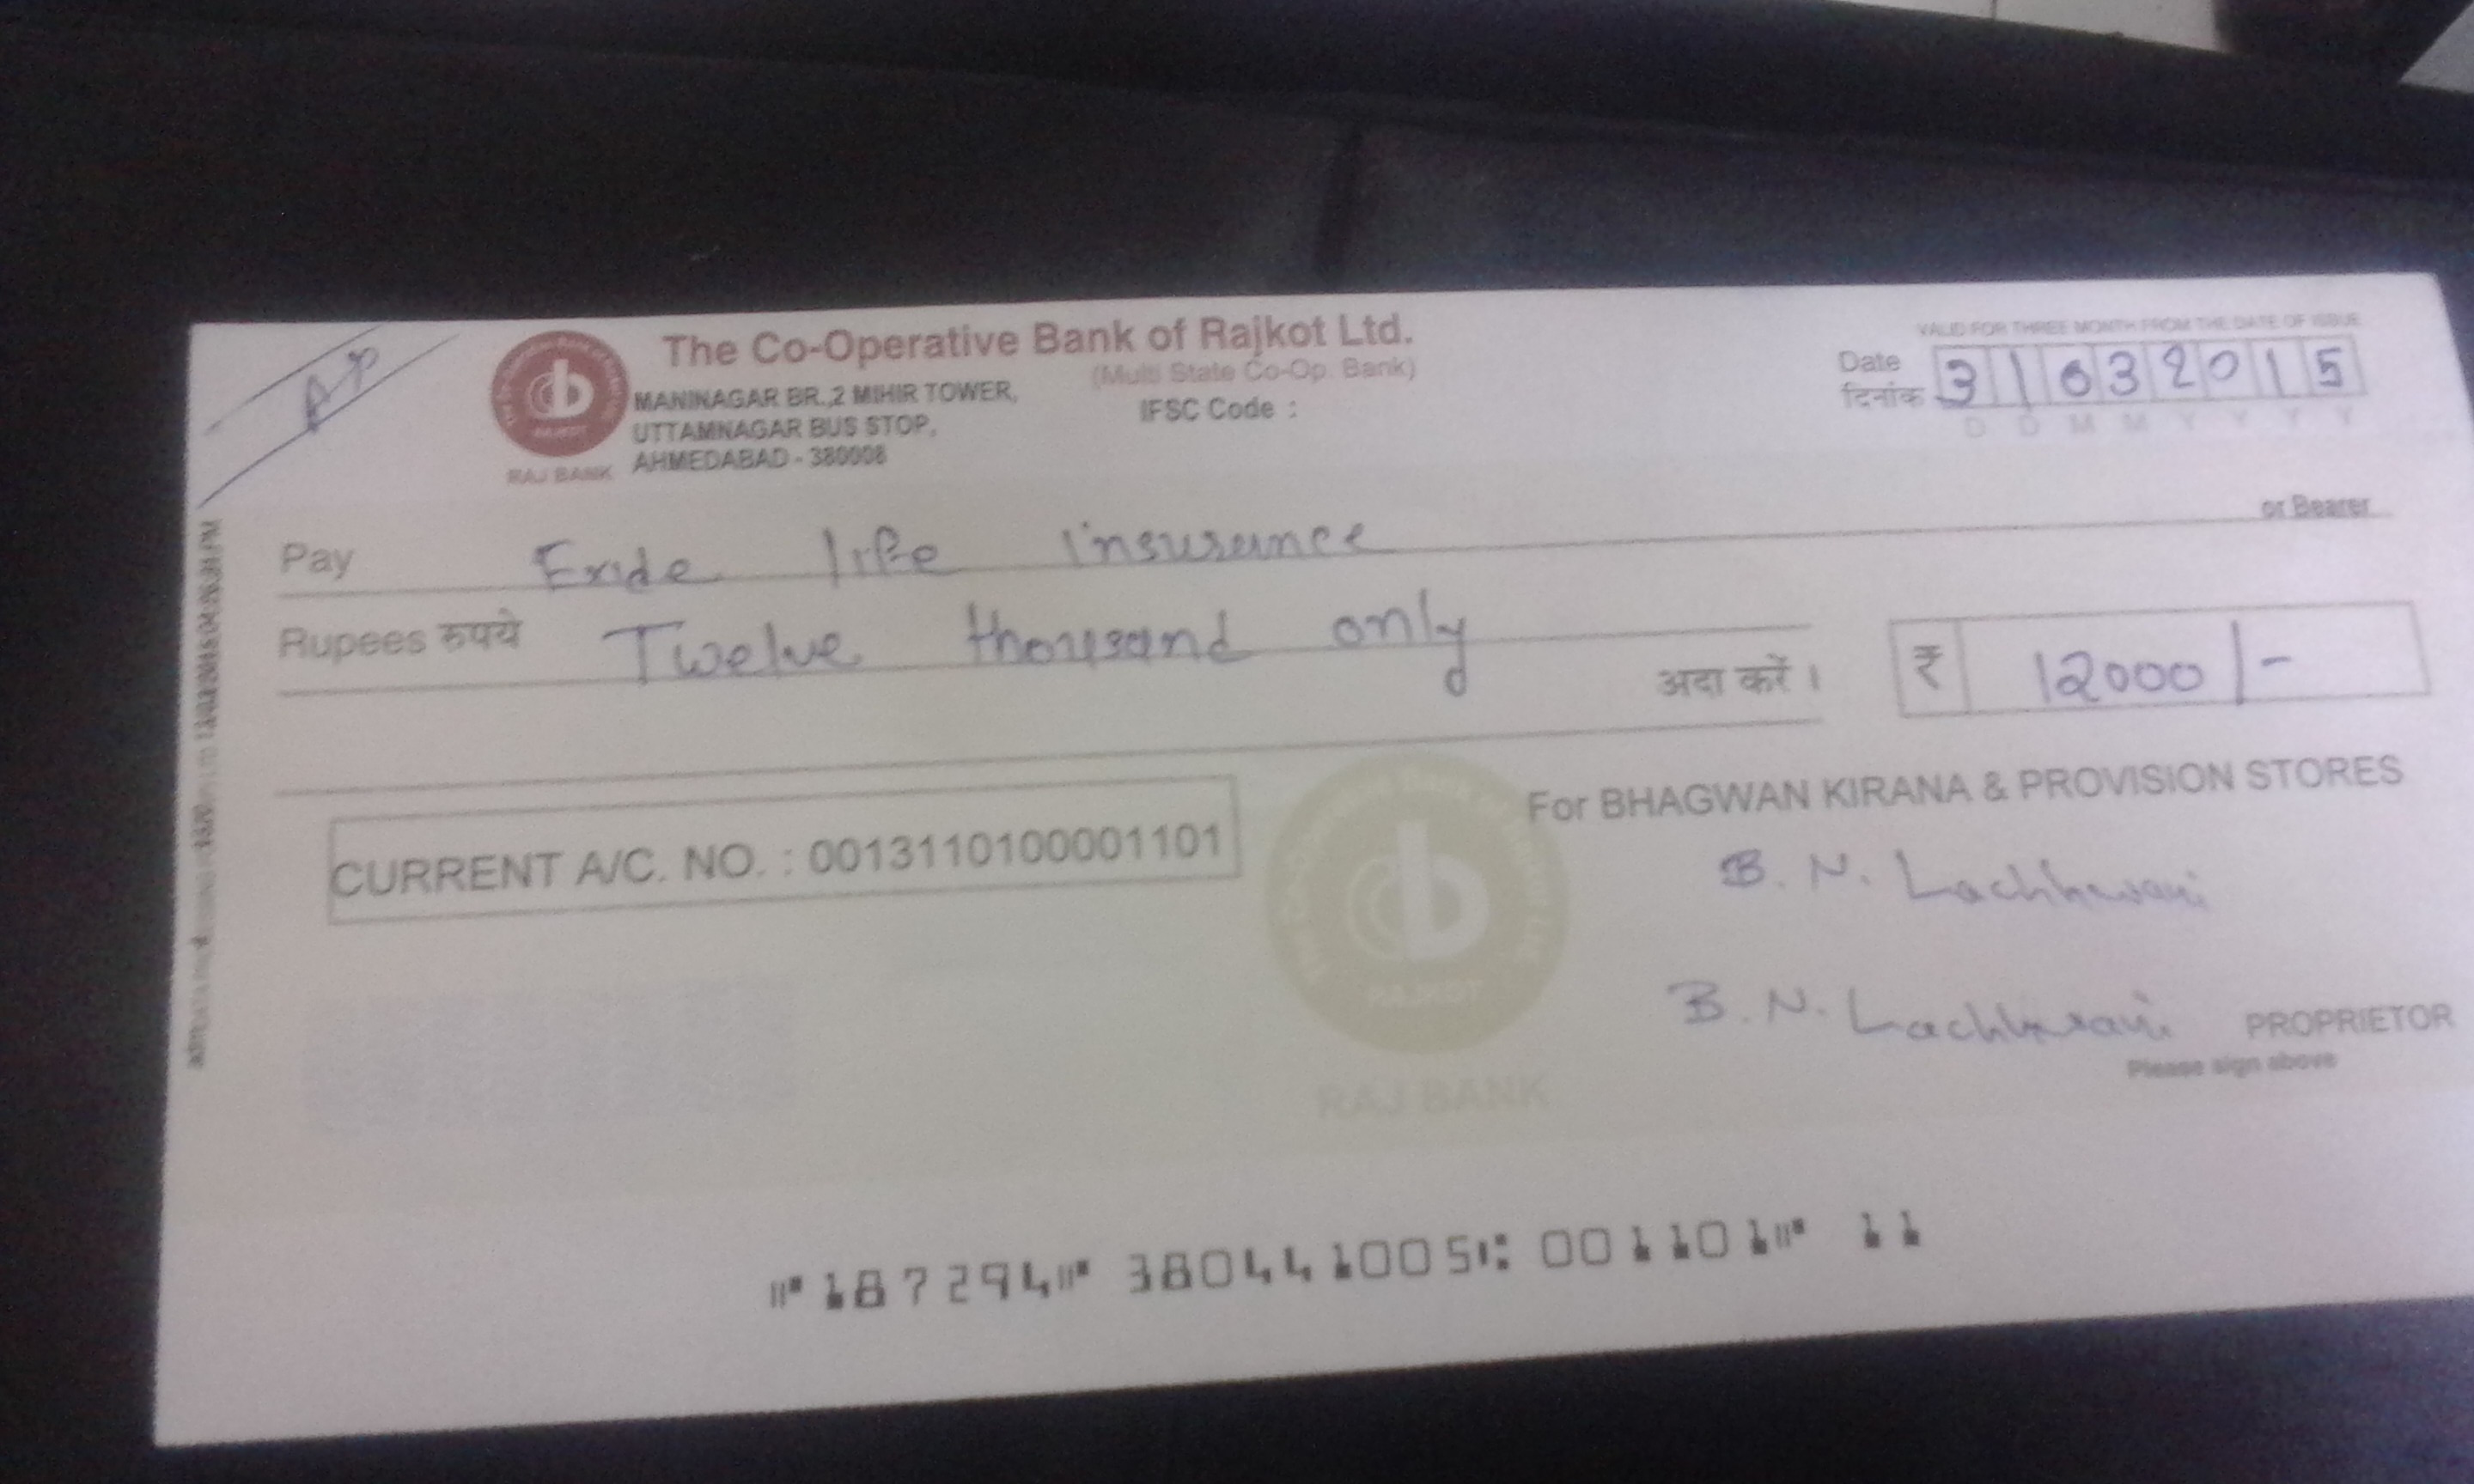 A/P
The Co-Operative Bank of Rajkot Ltd.
(Multi State Co-Op. Bank)
MANINAGAR BR.,2 MIHIR TOWER,
UTTAMNAGAR BUS STOP,
AHMEDABAD - 380008
IFSC Code :
RAJ BANK
VALID FOR THREE MONTH FROM THE DATE OF ISSUE
Date दिनांक 31032015
D D M M Y Y Y Y
Pay Exide life insurance or Bearer
Rupees रुपये Twelve thousand only
अदा करें । ₹ 12000/-
CURRENT A/C. NO. : 0013110100001101
For BHAGWAN KIRANA & PROVISION STORES
B. N. Lachhwani
B. N. Lachhwani PROPRIETOR
Please sign above
RAJKOT
RAJ BANK
⑈187294⑈ 380441005⑆ 001101⑈ 11